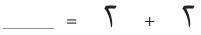 ٢ + ٢ = ______